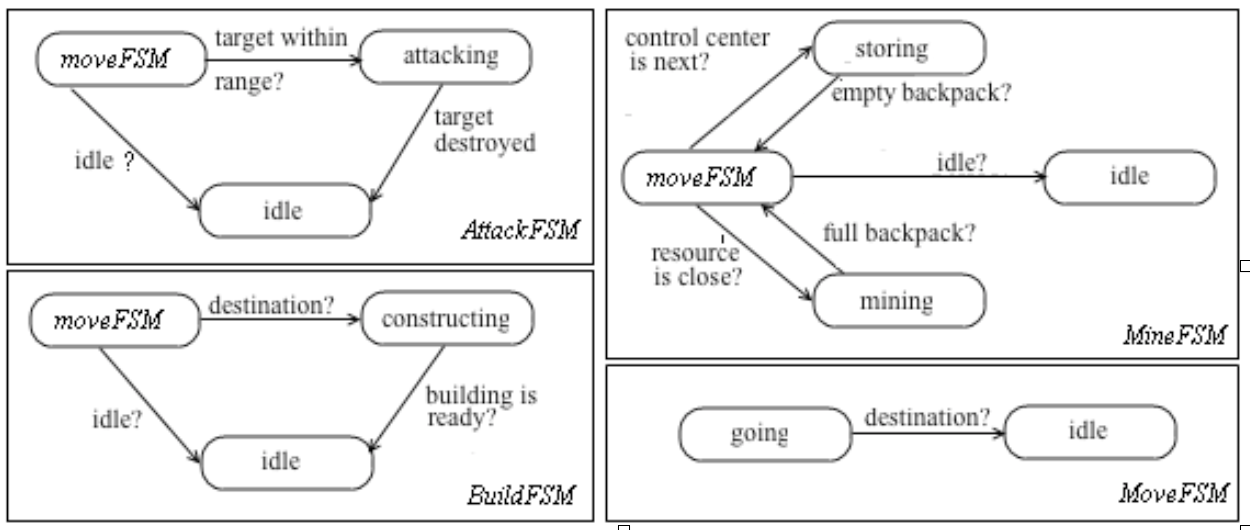 moveFSM
target within
range?
attacking
target
destroyed
idle ?
idle
AttackFSM
control center
is next?
storing
empty backpack?
moveFSM
idle?
idle
full backpack?
resource
is close?
mining
MineFSM
moveFSM
destination?
constructing
building is
ready?
idle?
idle
BuildFSM
going
destination?
idle
MoveFSM